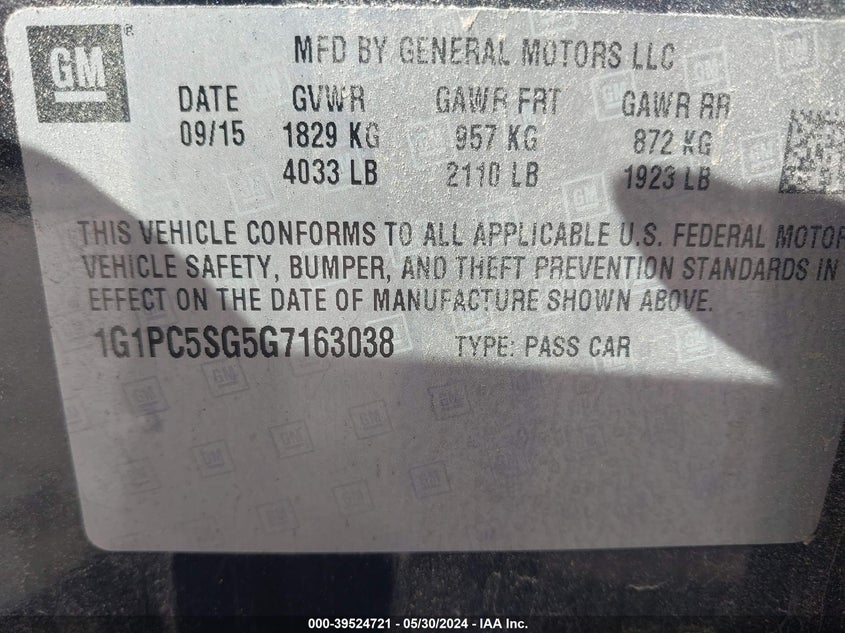 GM ®
MFD BY GENERAL MOTORS LLC
DATE GVWR GAWR FRT GAWR RR
09/15 1829 KG 957 KG 872 KG
4033 LB 2110 LB 1923 LB
THIS VEHICLE CONFORMS TO ALL APPLICABLE U.S. FEDERAL MOTOR
VEHICLE SAFETY, BUMPER, AND THEFT PREVENTION STANDARDS IN
EFFECT ON THE DATE OF MANUFACTURE SHOWN ABOVE.
1G1PC5SG5G7163038 TYPE: PASS CAR
000-39524721 - 05/30/2024 - IAA Inc.